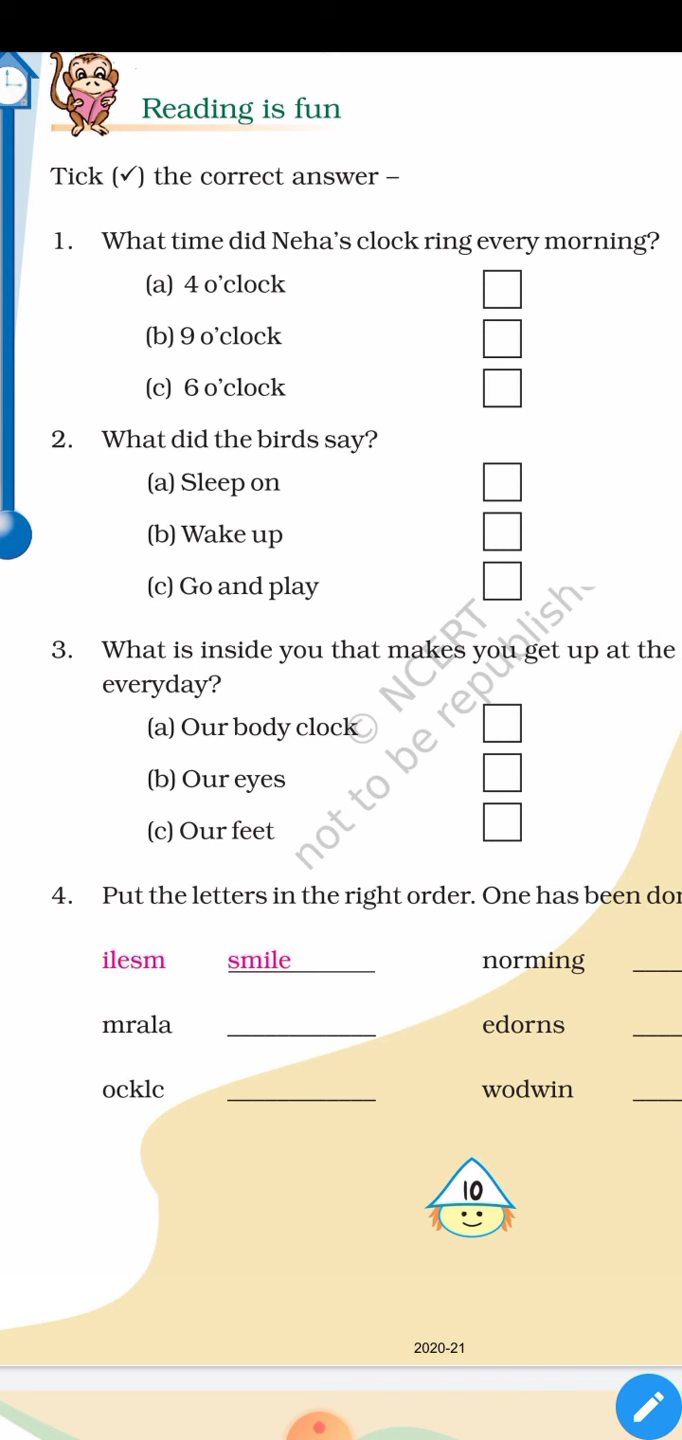 Reading is fun
Tick (✓) the correct answer –
1. What time did Neha's clock ring every morning?
(a) 4 o'clock
(b) 9 o'clock
(c) 6 o'clock
2. What did the birds say?
(a) Sleep on
(b) Wake up
(c) Go and play
3. What is inside you that makes you get up at the
everyday?
(a) Our body clock
(b) Our eyes
(c) Our feet
4. Put the letters in the right order. One has been
ilesm smile norming
mrala edorns
ocklc wodwin
10
2020-21
© NCERT
not to be